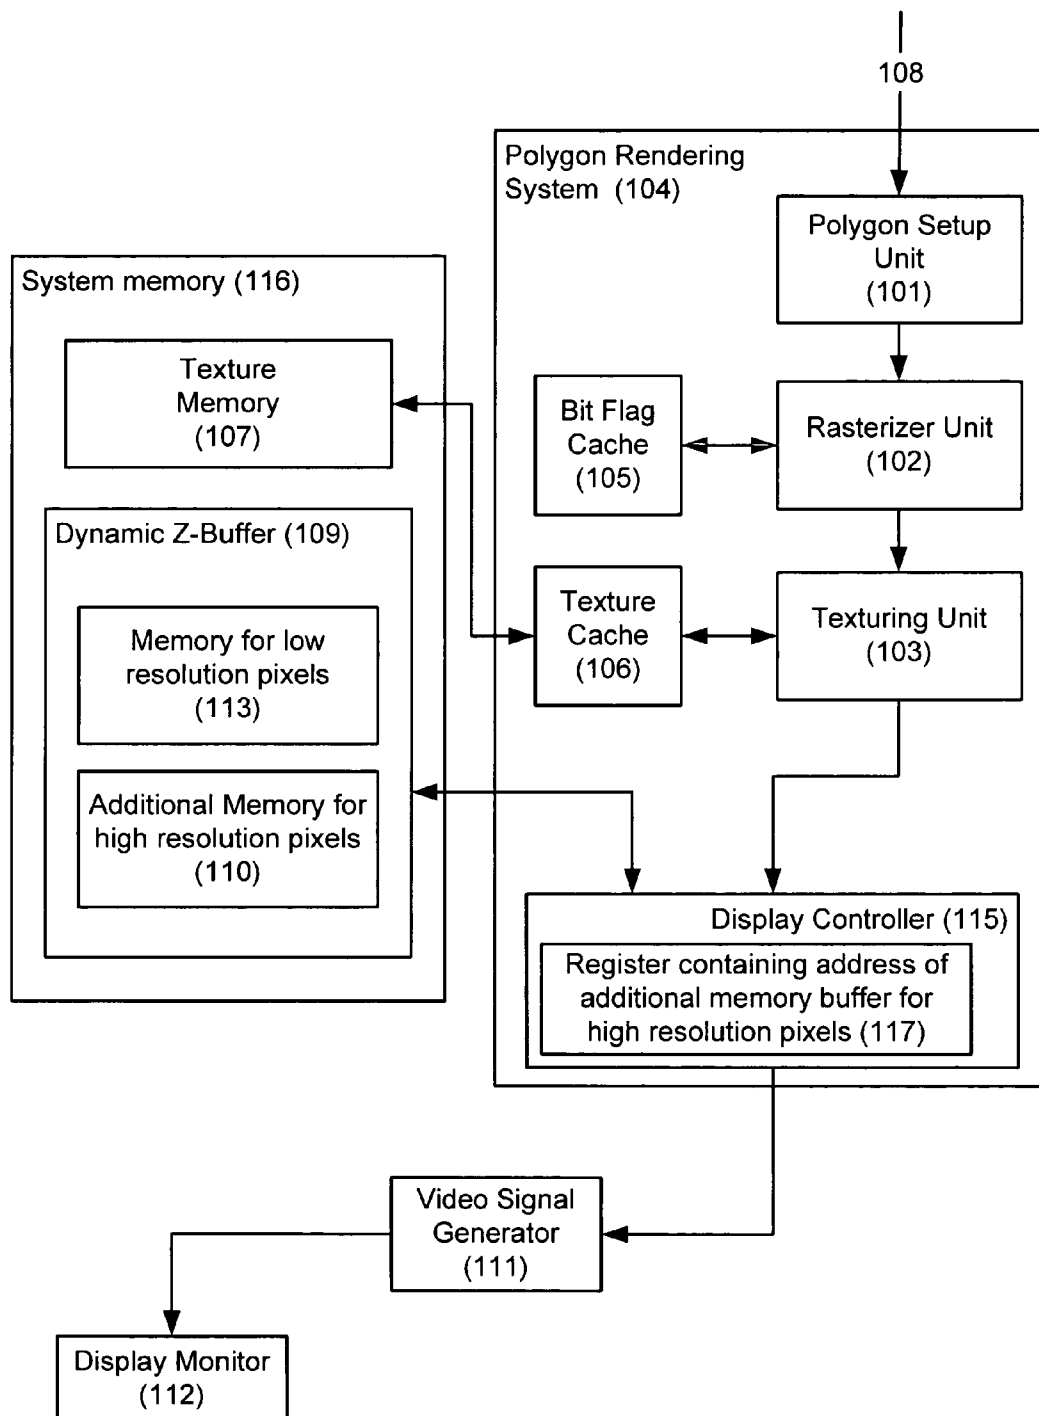 108
Polygon Rendering
System (104)
Polygon Setup
Unit
(101)
System memory (116)
Texture
Memory
(107)
Bit Flag
Cache
(105)
Rasterizer Unit
(102)
Dynamic Z-Buffer (109)
Texture
Cache
(106)
Texturing Unit
(103)
Memory for low
resolution pixels
(113)
Additional Memory for
high resolution pixels
(110)
Display Controller (115)
Register containing address of
additional memory buffer for
high resolution pixels (117)
Video Signal
Generator
(111)
Display Monitor
(112)